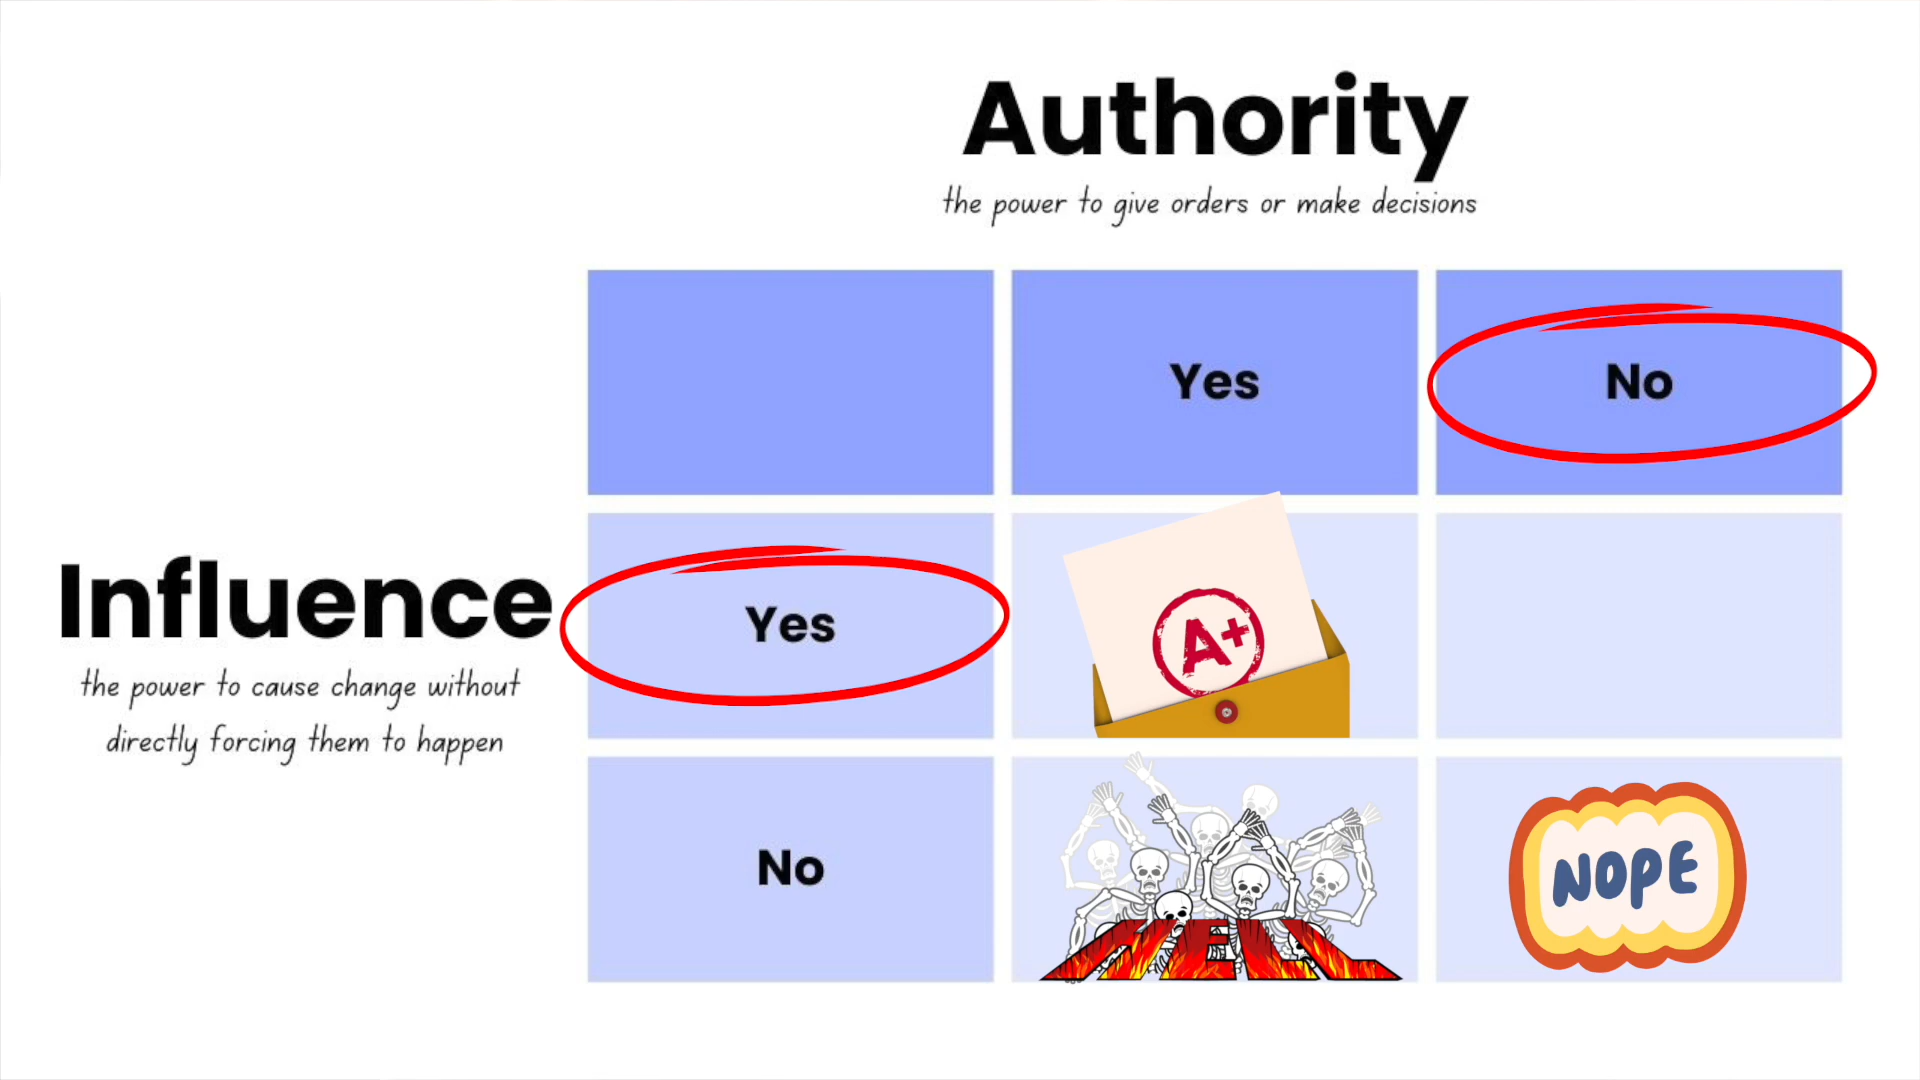 Authority
the power to give orders or make decisions
Yes
No
Influence
the power to cause change without
directly forcing them to happen
Yes
A+
No
HELL
NOPE